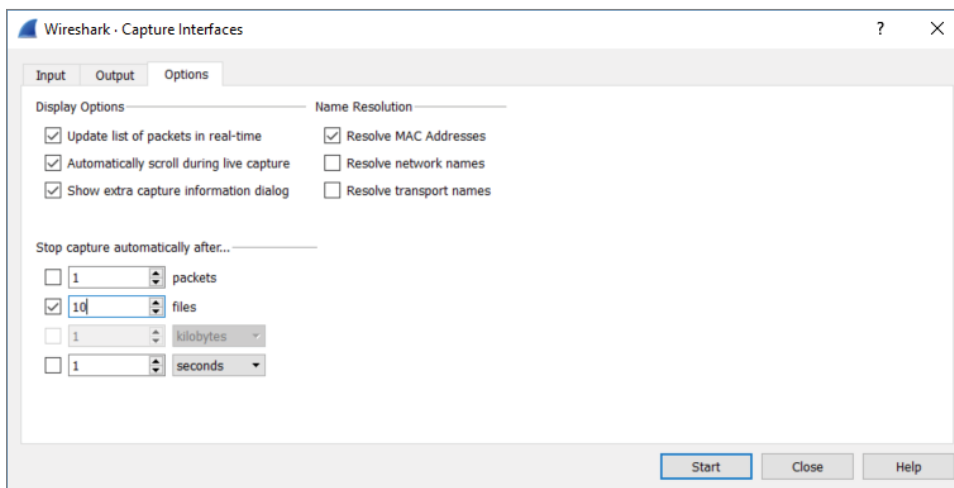 Wireshark · Capture Interfaces
?
Input Output Options
Display Options
Update list of packets in real-time
Automatically scroll during live capture
Show extra capture information dialog
Name Resolution
Resolve MAC Addresses
Resolve network names
Resolve transport names
Stop capture automatically after...
1 packets
10 files
1 kilobytes
1 seconds
Start Close Help